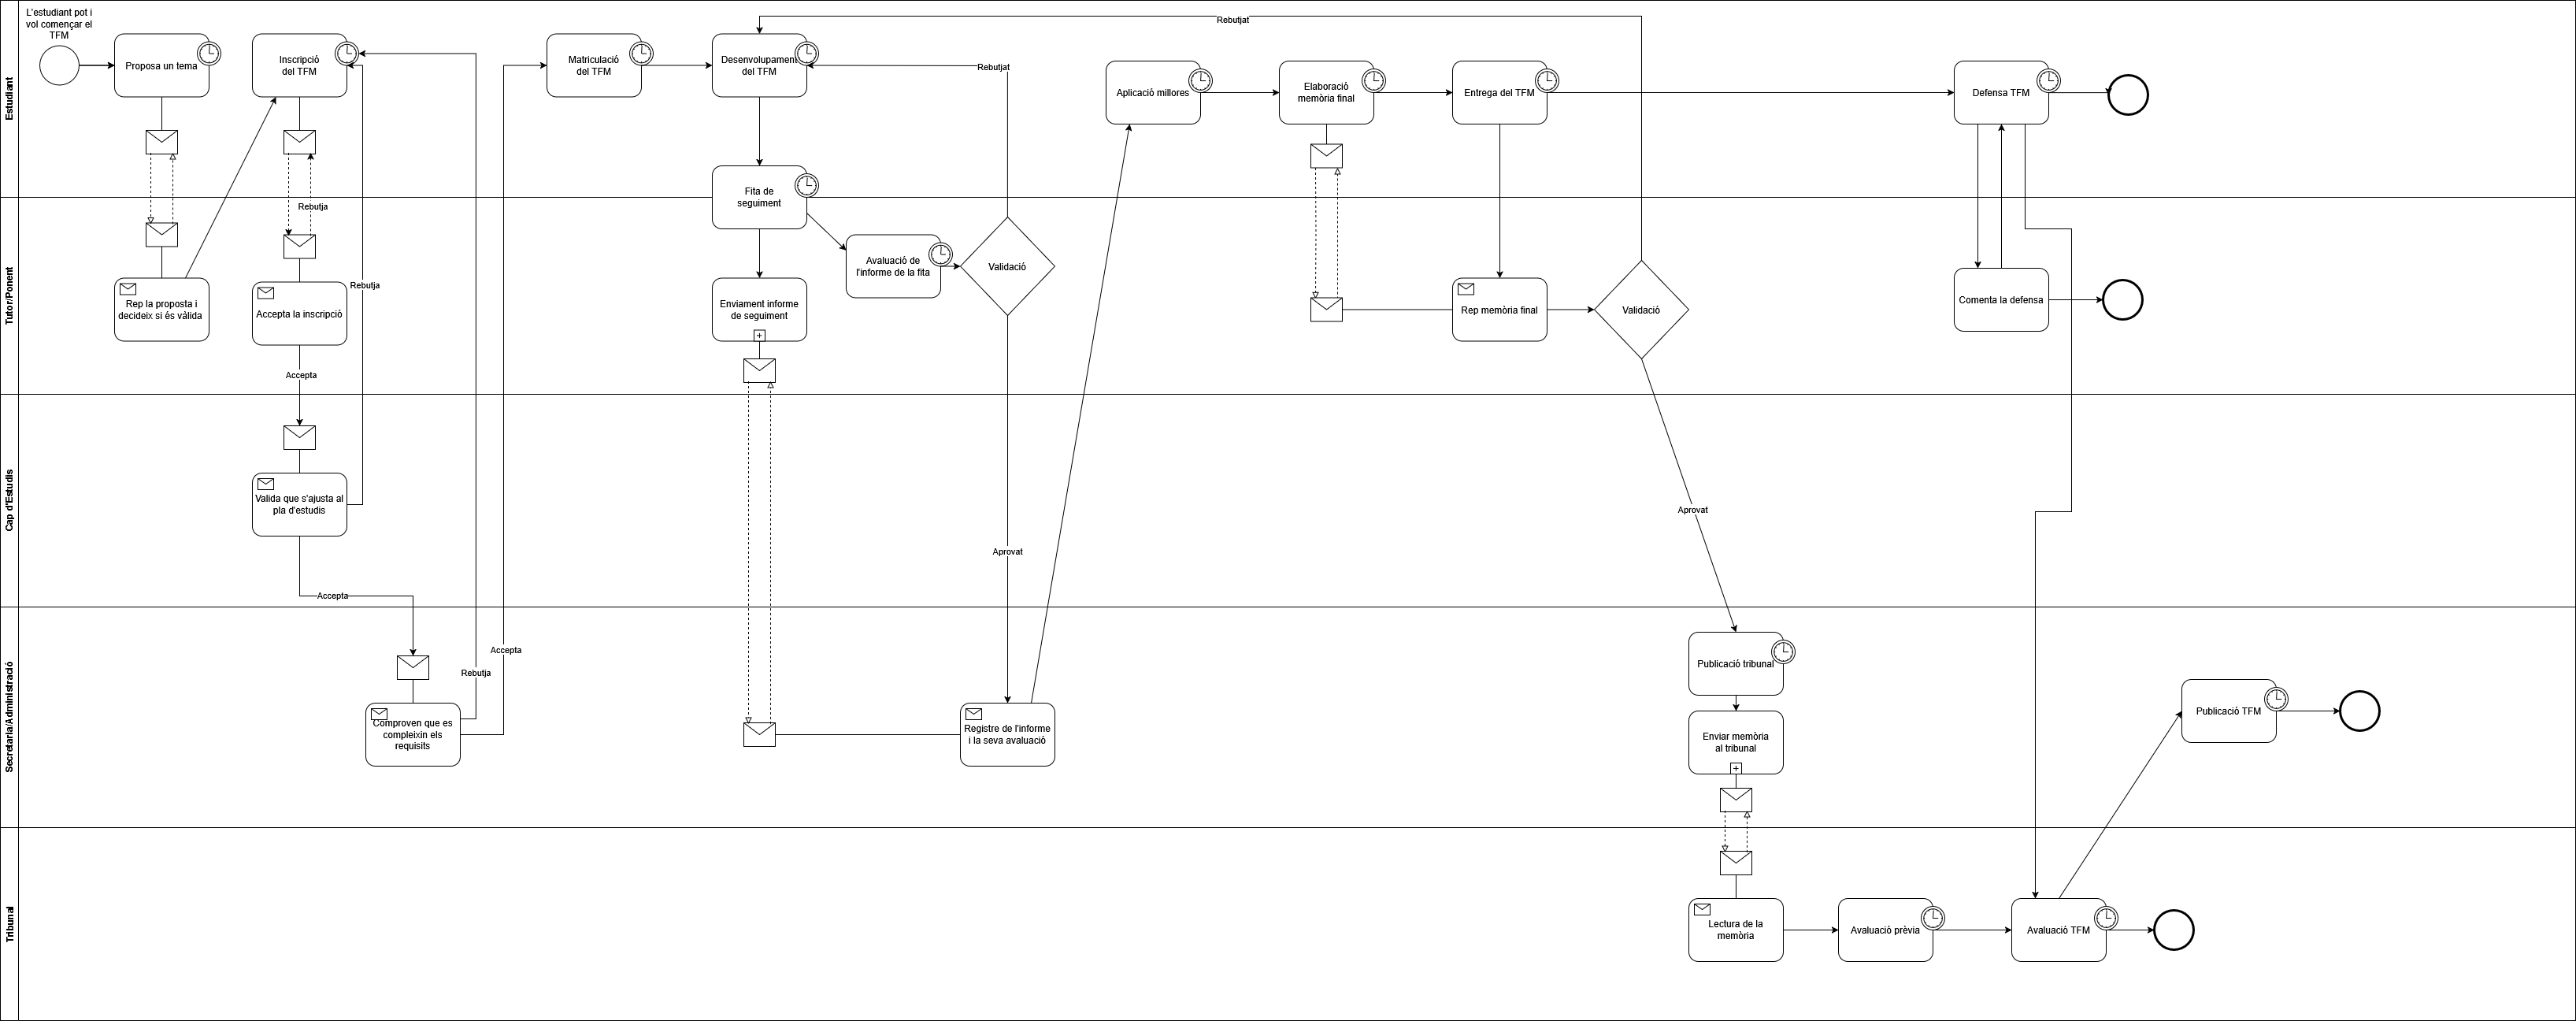 L'estudiant pot i
vol començar el
TFM
Estudiant
Proposa un tema
Inscripció
del TFM
Matriculació
del TFM
Desenvolupament
del TFM
Rebutjat
Rebutjat
Aplicació millores
Elaboració
memòria final
Entrega del TFM
Defensa TFM
Fita de
seguiment
Tutor/Ponent
Rebutja
Rep la proposta i
decideix si és vàlida
Accepta la inscripció
Rebutja
Accepta
Avaluació de
l'informe de la fita
Validació
Enviament informe
de seguiment
Rep memòria final
Validació
Comenta la defensa
Cap d'Estudis
Valida que s'ajusta al
pla d'estudis
Accepta
Aprovat
Aprovat
Secretaria/Administració
Rebutja
Accepta
Comproven que es
compleixin els
requisits
Registre de l'informe
i la seva avaluació
Publicació tribunal
Enviar memòria
al tribunal
Publicació TFM
Tribunal
Lectura de la
memòria
Avaluació prèvia
Avaluació TFM